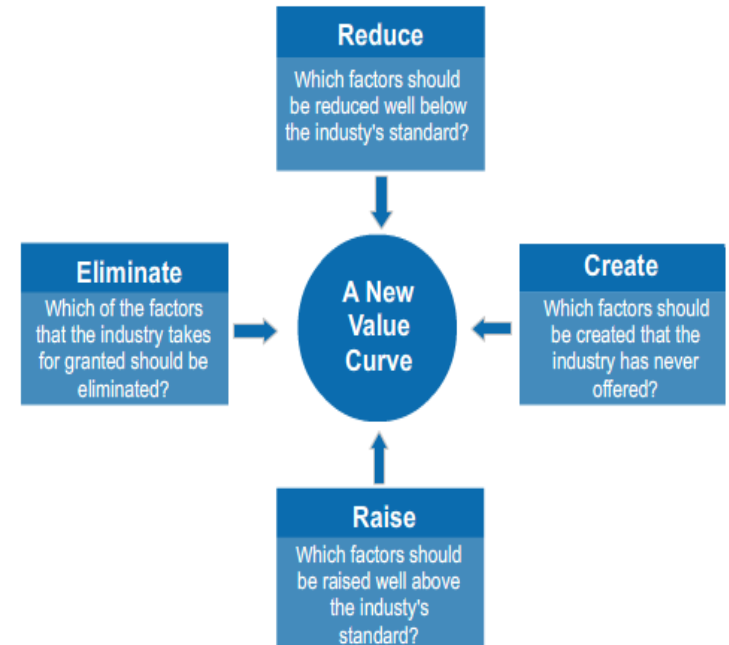 Reduce
Which factors should
be reduced well below
the industy's standard?
Eliminate
Which of the factors
that the industry takes
for granted should be
eliminated?
A New
Value
Curve
Create
Which factors should
be created that the
industry has never
offered?
Raise
Which factors should
be raised well above
the industy's
standard?